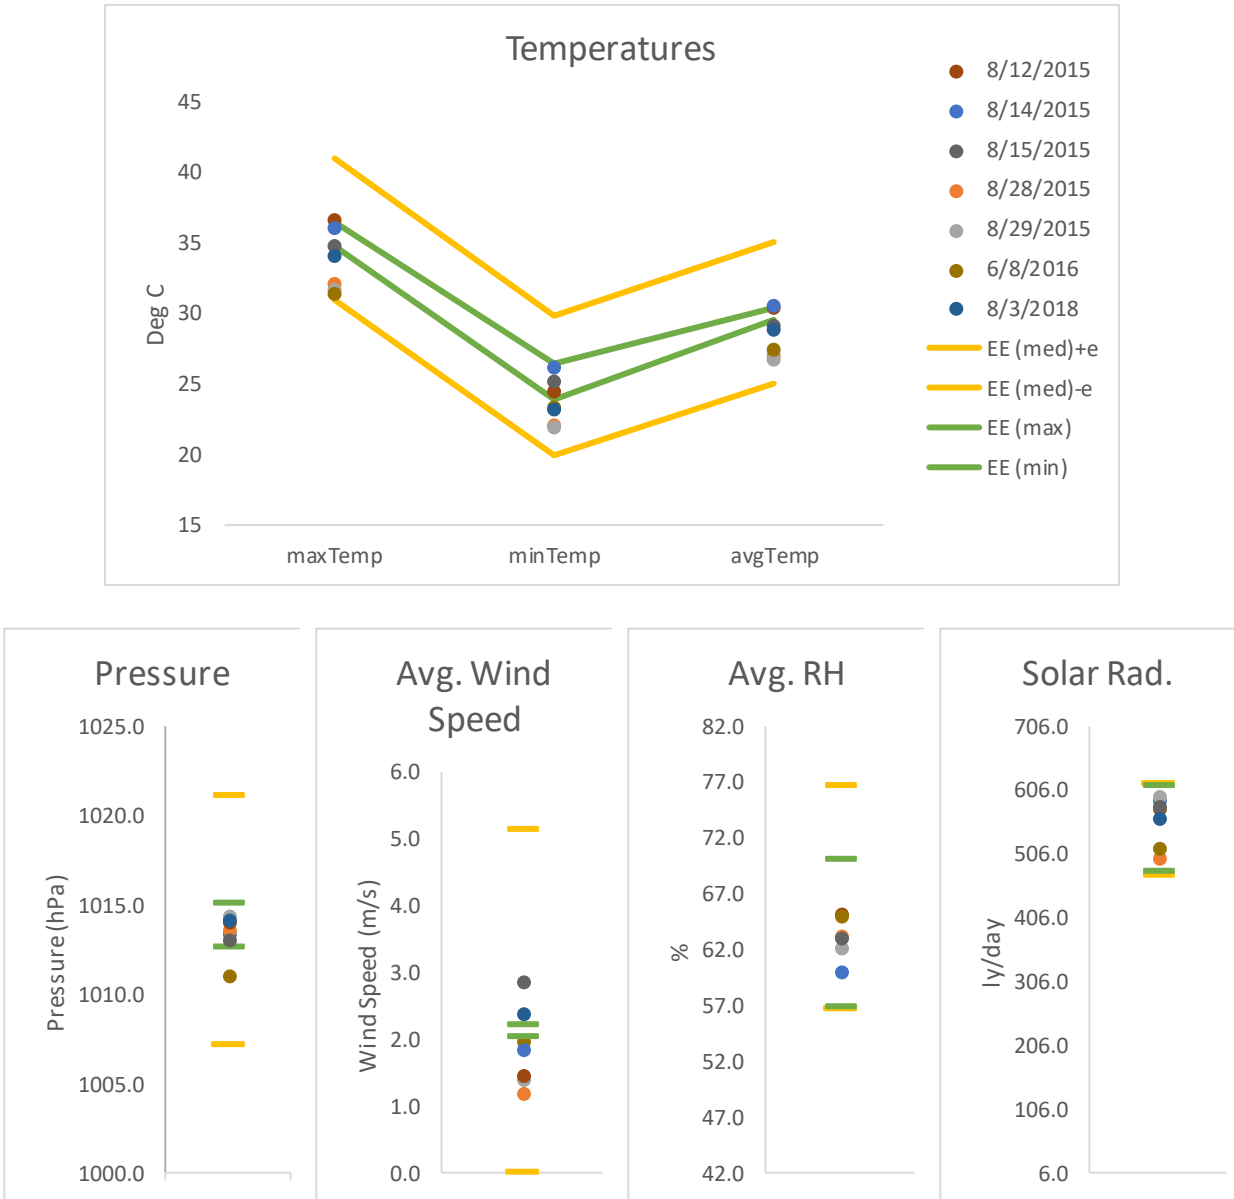 Temperatures
45
40
35
30
25
20
15
Deg C
maxTemp
minTemp
avgTemp
8/12/2015
8/14/2015
8/15/2015
8/28/2015
8/29/2015
6/8/2016
8/3/2018
EE (med)+e
EE (med)-e
EE (max)
EE (min)
Pressure
1025.0
1020.0
1015.0
1010.0
1005.0
1000.0
Pressure (hPa)
Avg. Wind
Speed
6.0
5.0
4.0
3.0
2.0
1.0
0.0
Wind Speed (m/s)
Avg. RH
82.0
77.0
72.0
67.0
62.0
57.0
52.0
47.0
42.0
%
Solar Rad.
706.0
606.0
506.0
406.0
306.0
206.0
106.0
6.0
ly/day